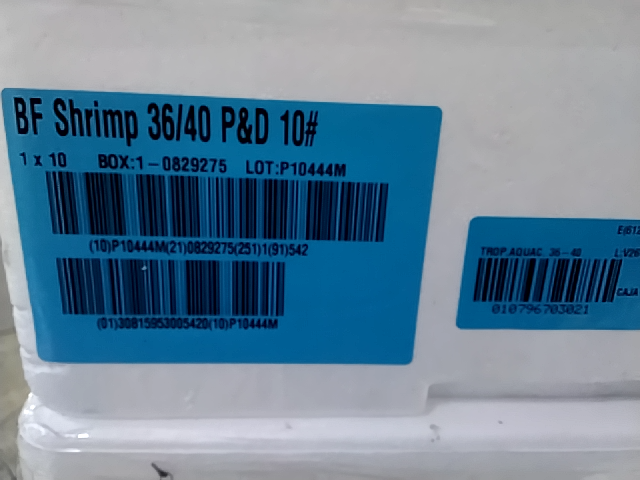 BF Shrimp 36/40 P&D 10#
1 x 10 BOX:1-0829275 LOT:P10444M
(10)P10444M(21)0829275(251)1(91)542
(01)30815953005420(10)P10444M
TROP.AQUAC 36-40
CAJA
010796703021